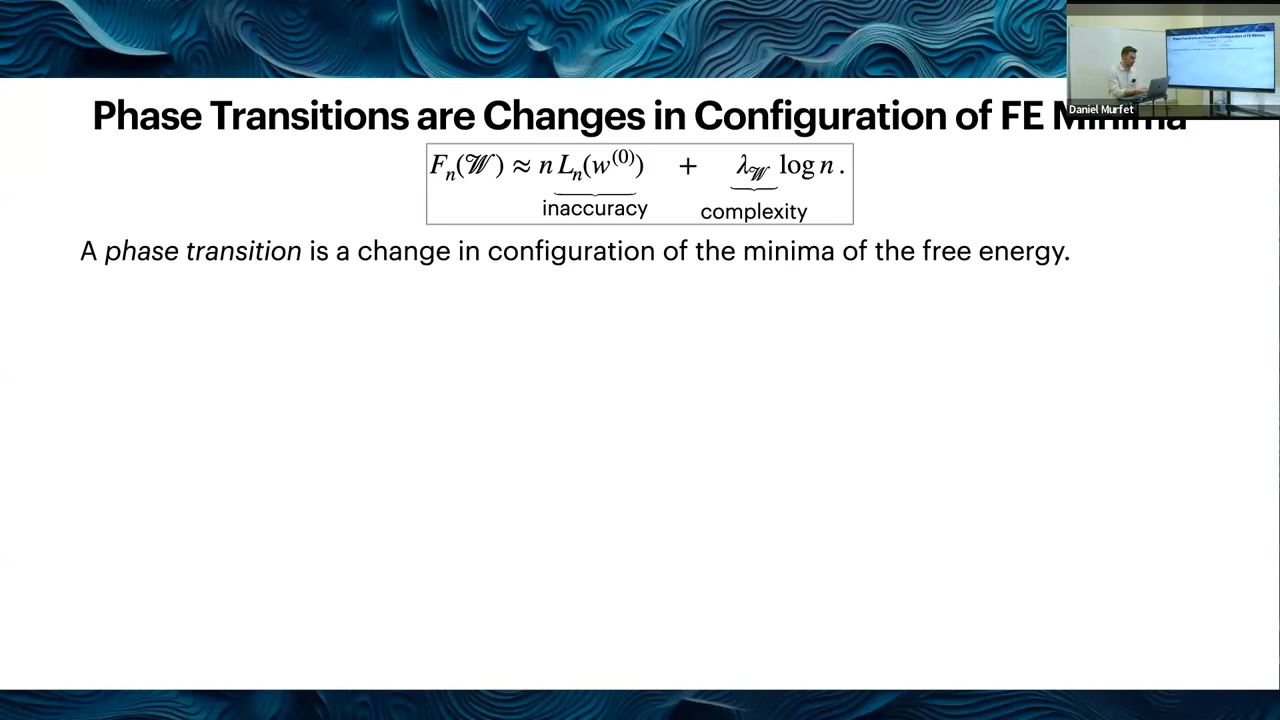 Phase Transitions are Changes in Configuration of FE Minima
Daniel Murfet
Fₙ(𝒲) ≈ n Lₙ(w⁽⁰⁾) + λ_𝒲 log n .
inaccuracy complexity
A phase transition is a change in configuration of the minima of the free energy.